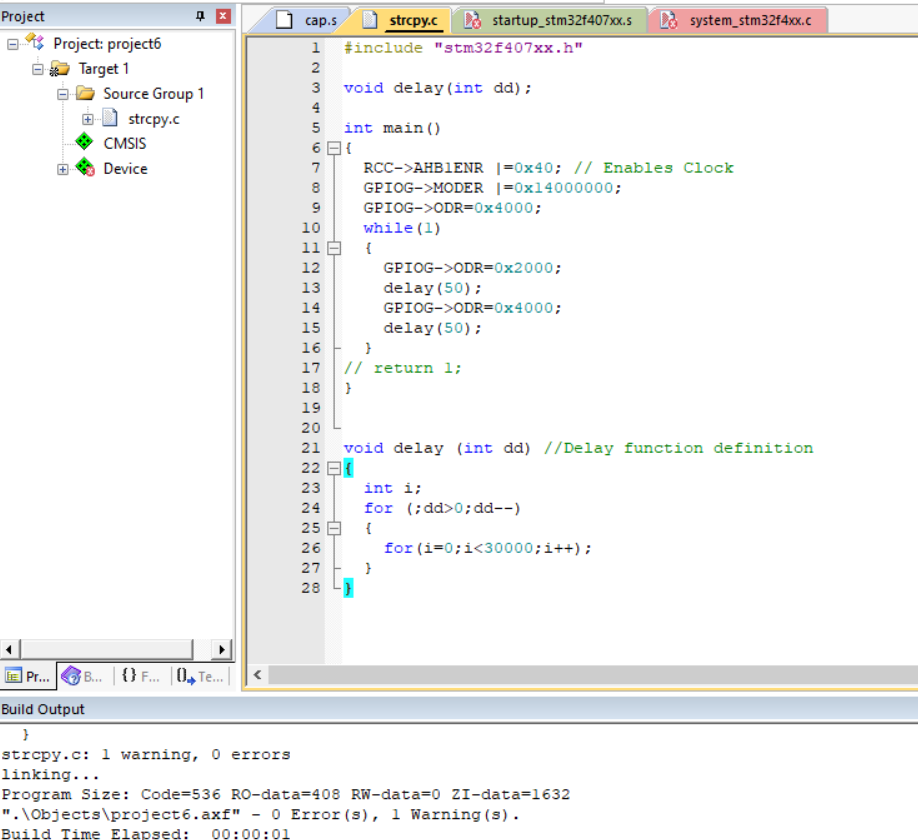 Project
Project: project6
Target 1
Source Group 1
strcpy.c
CMSIS
Device
Pr...
B...
{} F...
0 Te...
cap.s
strcpy.c
startup_stm32f407xx.s
system_stm32f4xx.c
1 #include "stm32f407xx.h"
2
3 void delay(int dd);
4
5 int main()
6 {
7 RCC->AHB1ENR |=0x40; // Enables Clock
8 GPIOG->MODER |=0x14000000;
9 GPIOG->ODR=0x4000;
10 while(1)
11 {
12 GPIOG->ODR=0x2000;
13 delay(50);
14 GPIOG->ODR=0x4000;
15 delay(50);
16 }
17 // return 1;
18 }
19
20
21 void delay (int dd) //Delay function definition
22 {
23 int i;
24 for (;dd>0;dd--)
25 {
26 for(i=0;i<30000;i++);
27 }
28 }
Build Output
}
strcpy.c: 1 warning, 0 errors
linking...
Program Size: Code=536 RO-data=408 RW-data=0 ZI-data=1632
".\Objects\project6.axf" - 0 Error(s), 1 Warning(s).
Build Time Elapsed: 00:00:01